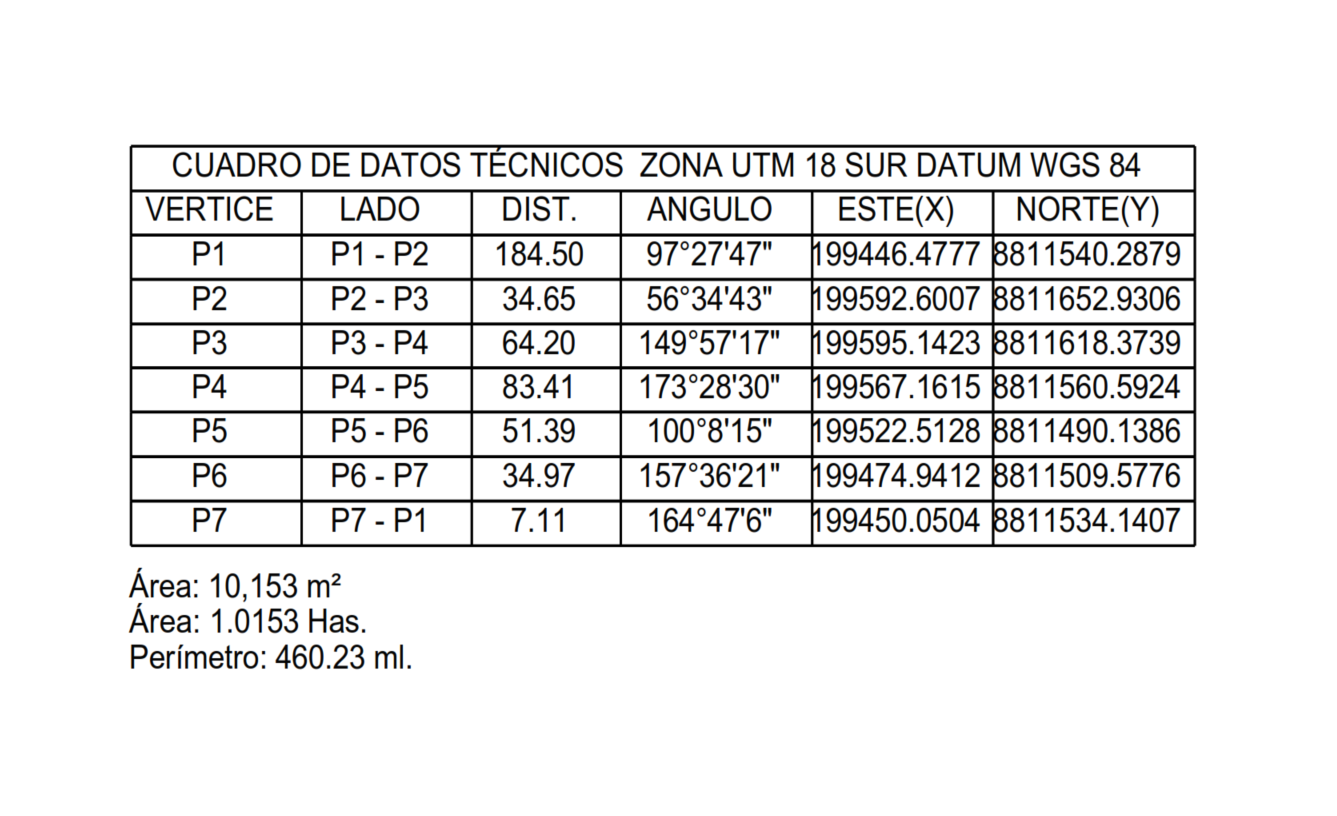 CUADRO DE DATOS TÉCNICOS ZONA UTM 18 SUR DATUM WGS 84
VERTICE LADO DIST. ANGULO ESTE(X) NORTE(Y)
P1 P1 - P2 184.50 97°27'47" 199446.4777 8811540.2879
P2 P2 - P3 34.65 56°34'43" 199592.6007 8811652.9306
P3 P3 - P4 64.20 149°57'17" 199595.1423 8811618.3739
P4 P4 - P5 83.41 173°28'30" 199567.1615 8811560.5924
P5 P5 - P6 51.39 100°8'15" 199522.5128 8811490.1386
P6 P6 - P7 34.97 157°36'21" 199474.9412 8811509.5776
P7 P7 - P1 7.11 164°47'6" 199450.0504 8811534.1407
Área: 10,153 m²
Área: 1.0153 Has.
Perímetro: 460.23 ml.